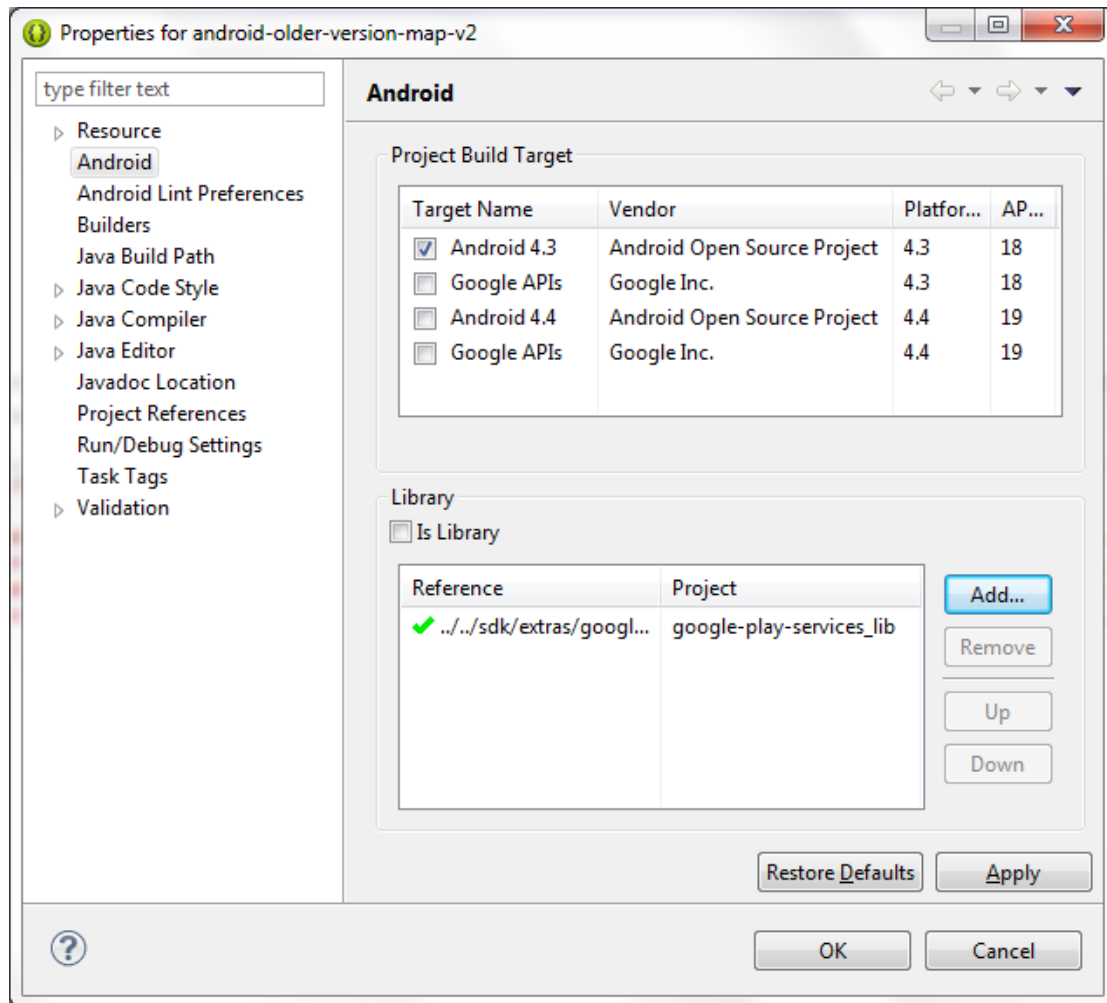 Properties for android-older-version-map-v2
type filter text
Resource
Android
Android Lint Preferences
Builders
Java Build Path
Java Code Style
Java Compiler
Java Editor
Javadoc Location
Project References
Run/Debug Settings
Task Tags
Validation
Android
Project Build Target
Target Name Vendor Platfor... AP...
Android 4.3 Android Open Source Project 4.3 18
Google APIs Google Inc. 4.3 18
Android 4.4 Android Open Source Project 4.4 19
Google APIs Google Inc. 4.4 19
Library
Is Library
Reference Project
../../sdk/extras/googl... google-play-services_lib
Add...
Remove
Up
Down
Restore Defaults Apply
? OK Cancel